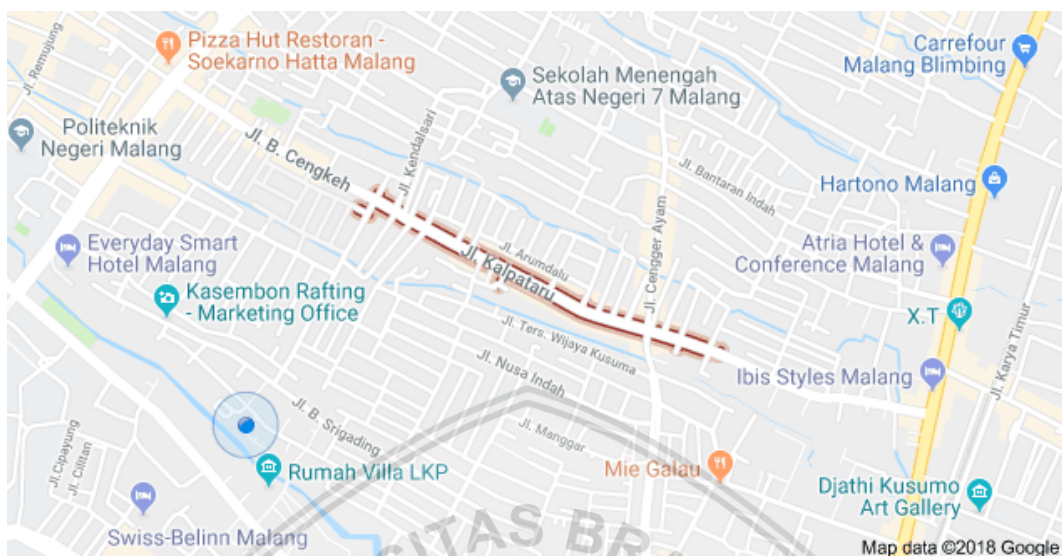 Pizza Hut Restoran -
Soekarno Hatta Malang
Carrefour
Malang Blimbing
Jl. Remujung
Sekolah Menengah
Atas Negeri 7 Malang
Politeknik
Negeri Malang
Jl. B. Cengkeh
Jl. Kendalsari
Jl. Bantaran Indah
Hartono Malang
Jl. Cengger Ayam
Jl. Arumdalu
Jl. Kalpataru
Everyday Smart
Hotel Malang
Atria Hotel &
Conference Malang
Kasembon Rafting
- Marketing Office
X.T
Jl. Ters. Wijaya Kusuma
Jl. Karya Timur
Jl. Nusa Indah
Ibis Styles Malang
Jl. B. Srigading
Jl. Manggar
Jl. Cipayung
Jl. Cilitan
Rumah Villa LKP
Mie Galau
Djathi Kusumo
Art Gallery
Swiss-Belinn Malang
CITAS BR
Map data ©2018 Google